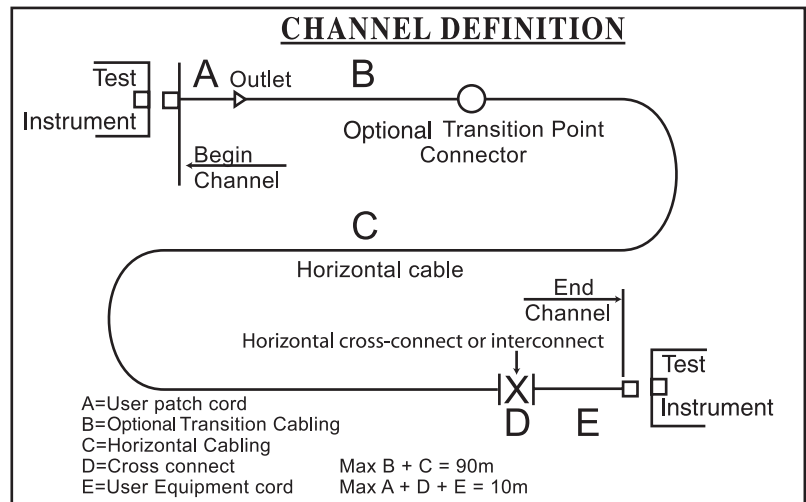 CHANNEL DEFINITION
A
B
Test
Outlet
Instrument
Optional Transition Point
Connector
Begin
Channel
C
Horizontal cable
End
Channel
Horizontal cross-connect or interconnect
Test
X
Instrument
D
E
A=User patch cord
B=Optional Transition Cabling
C=Horizontal Cabling
D=Cross connect Max B + C = 90m
E=User Equipment cord Max A + D + E = 10m